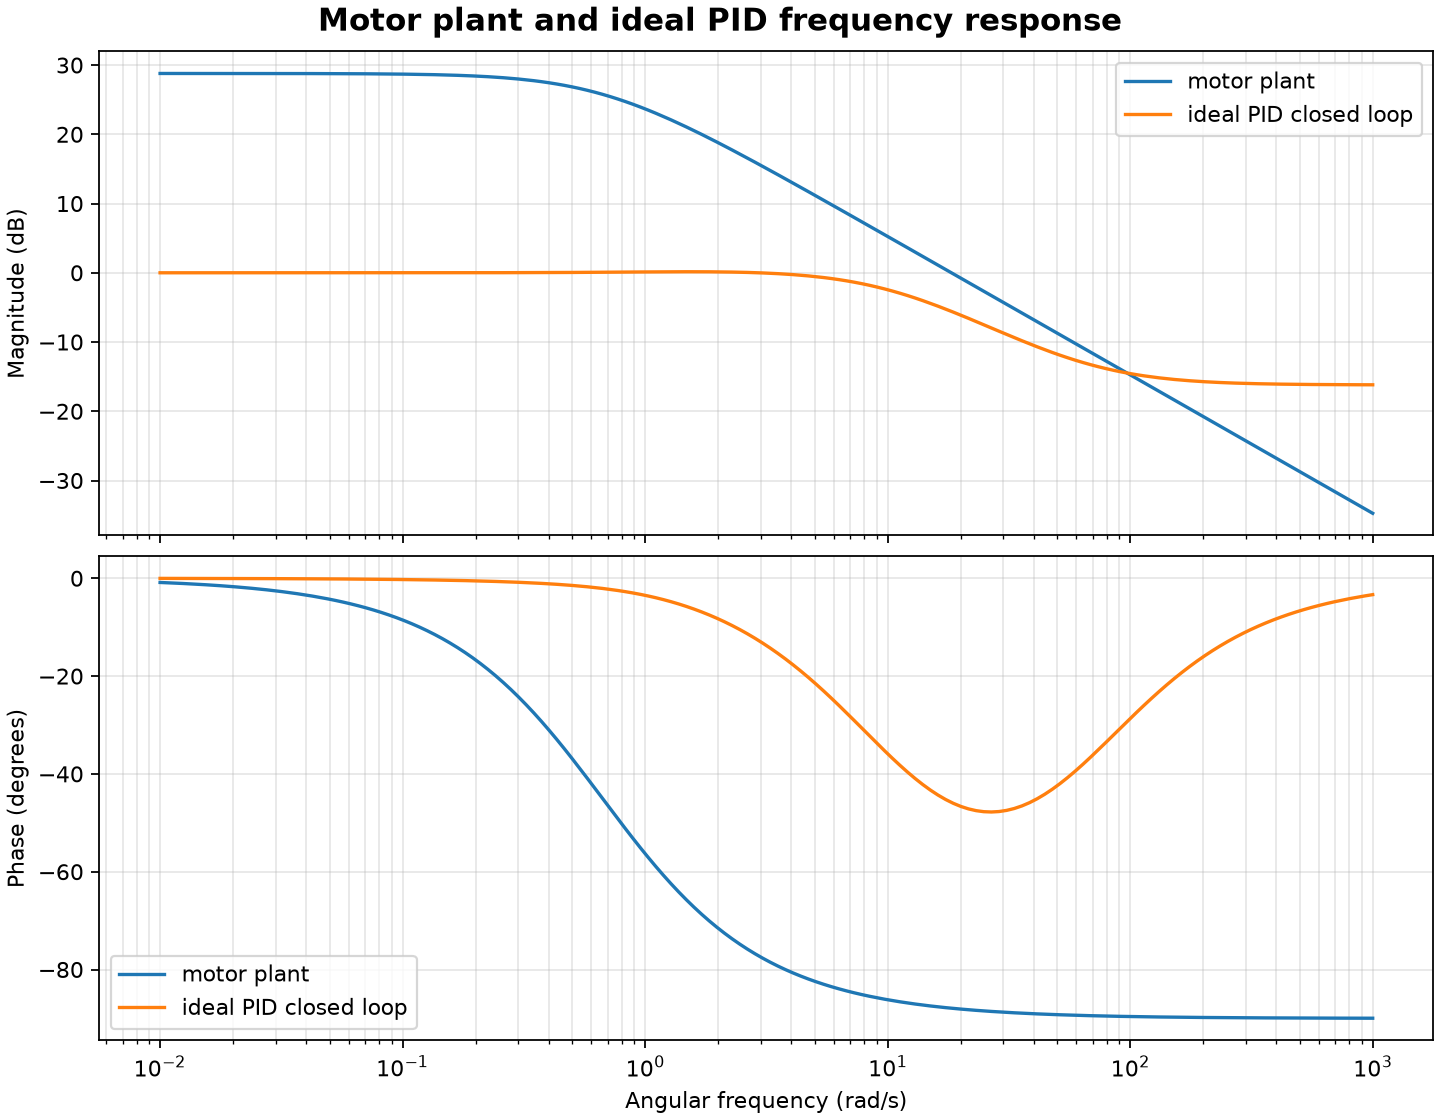 Motor plant and ideal PID frequency response
30
20
10
0
−10
−20
−30
Magnitude (dB)
motor plant
ideal PID closed loop
0
−20
−40
−60
−80
Phase (degrees)
motor plant
ideal PID closed loop
10⁻² 10⁻¹ 10⁰ 10¹ 10² 10³
Angular frequency (rad/s)